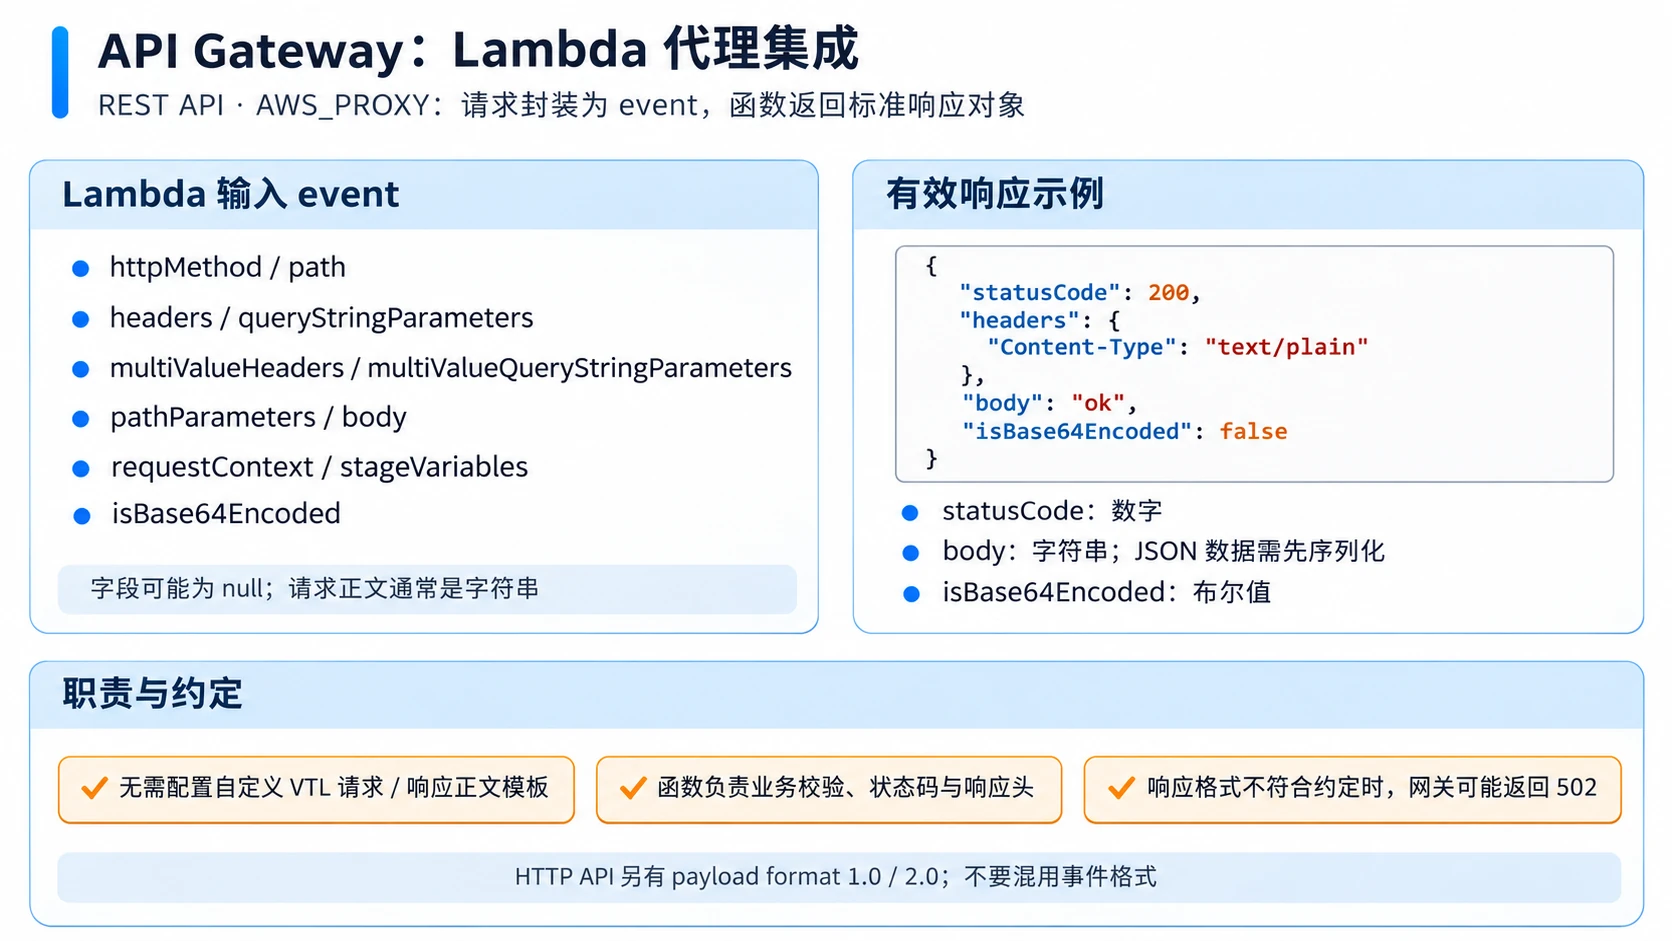 API Gateway：Lambda 代理集成
REST API · AWS_PROXY：请求封装为 event，函数返回标准响应对象
Lambda 输入 event
httpMethod / path
headers / queryStringParameters
multiValueHeaders / multiValueQueryStringParameters
pathParameters / body
requestContext / stageVariables
isBase64Encoded
字段可能为 null；请求正文通常是字符串
有效响应示例
{
"statusCode": 200,
"headers": {
"Content-Type": "text/plain"
},
"body": "ok",
"isBase64Encoded": false
}
statusCode：数字
body：字符串；JSON 数据需先序列化
isBase64Encoded：布尔值
职责与约定
无需配置自定义 VTL 请求 / 响应正文模板
函数负责业务校验、状态码与响应头
响应格式不符合约定时，网关可能返回 502
HTTP API 另有 payload format 1.0 / 2.0；不要混用事件格式